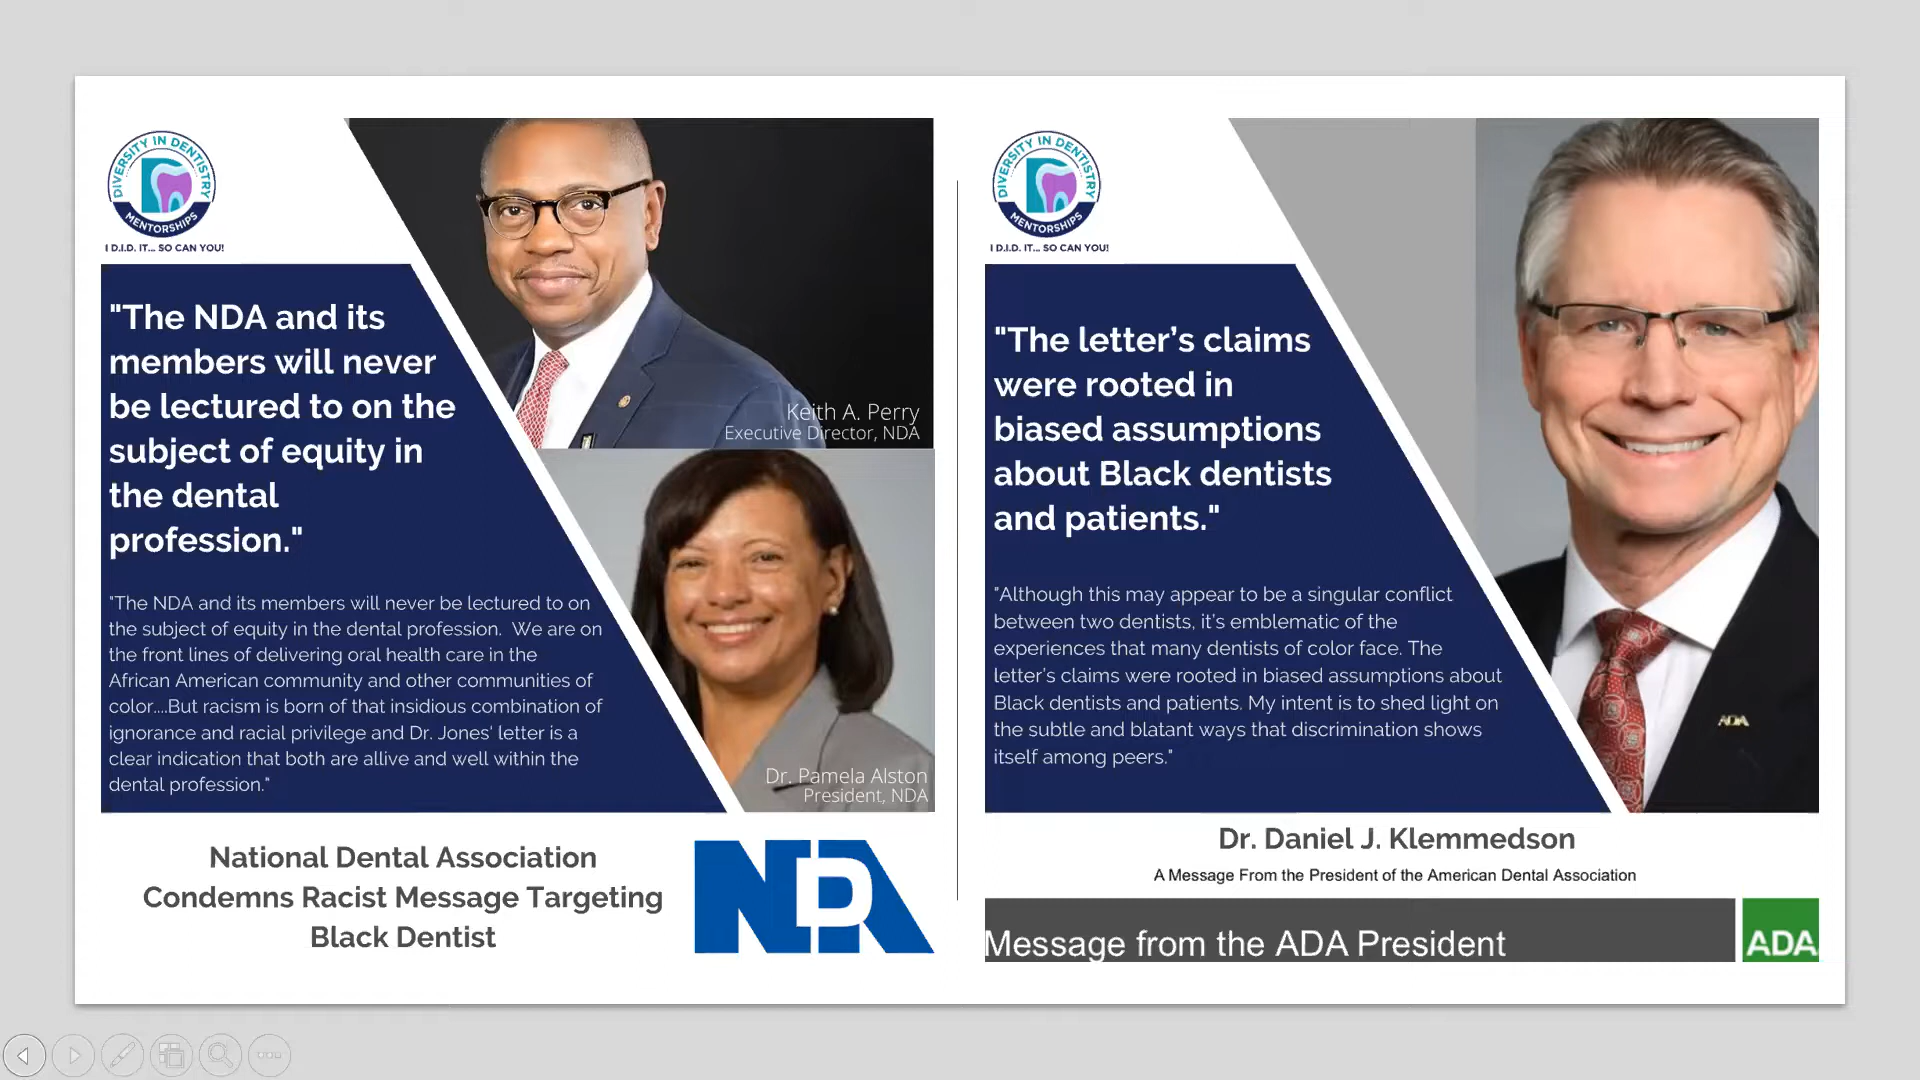 DIVERSITY IN DENTISTRY
MENTORSHIPS
I D.I.D. IT... SO CAN YOU!
"The NDA and its
members will never
be lectured to on the
subject of equity in
the dental
profession."
"The NDA and its members will never be lectured to on
the subject of equity in the dental profession.  We are on
the front lines of delivering oral health care in the
African American community and other communities of
color....But racism is born of that insidious combination of
ignorance and racial privilege and Dr. Jones' letter is a
clear indication that both are allive and well within the
dental profession."
Keith A. Perry
Executive Director, NDA
Dr. Pamela Alston
President, NDA
National Dental Association
Condemns Racist Message Targeting
Black Dentist
NDA
DIVERSITY IN DENTISTRY
MENTORSHIPS
I D.I.D. IT... SO CAN YOU!
"The letter’s claims
were rooted in
biased assumptions
about Black dentists
and patients."
"Although this may appear to be a singular conflict
between two dentists, it’s emblematic of the
experiences that many dentists of color face. The
letter’s claims were rooted in biased assumptions about
Black dentists and patients. My intent is to shed light on
the subtle and blatant ways that discrimination shows
itself among peers."
ADA
Dr. Daniel J. Klemmedson
A Message From the President of the American Dental Association
Message from the ADA President
ADA